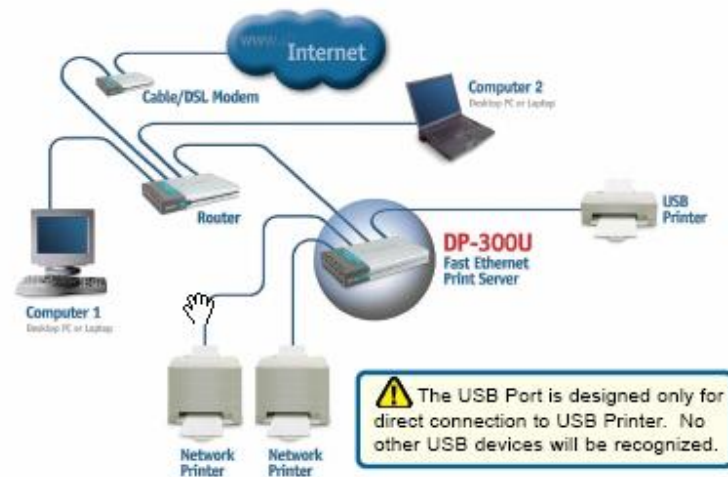 www.
Internet
Cable/DSL Modem
Computer 2
Desktop PC or Laptop
Router
USB
Printer
DP-300U
Fast Ethernet
Print Server
Computer 1
Desktop PC or Laptop
Network
Printer
Network
Printer
The USB Port is designed only for
direct connection to USB Printer. No
other USB devices will be recognized.